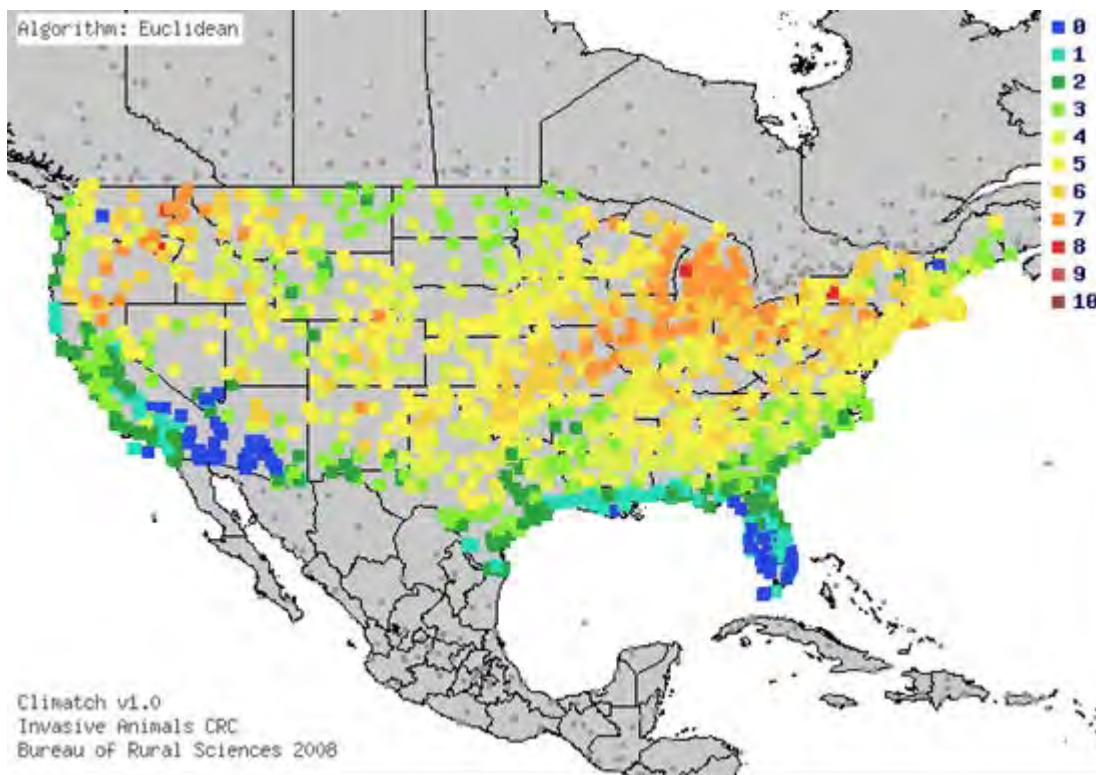 Algorithm: Euclidean
0
1
2
3
4
5
6
7
8
9
10
Climatch v1.0
Invasive Animals CRC
Bureau of Rural Sciences 2008